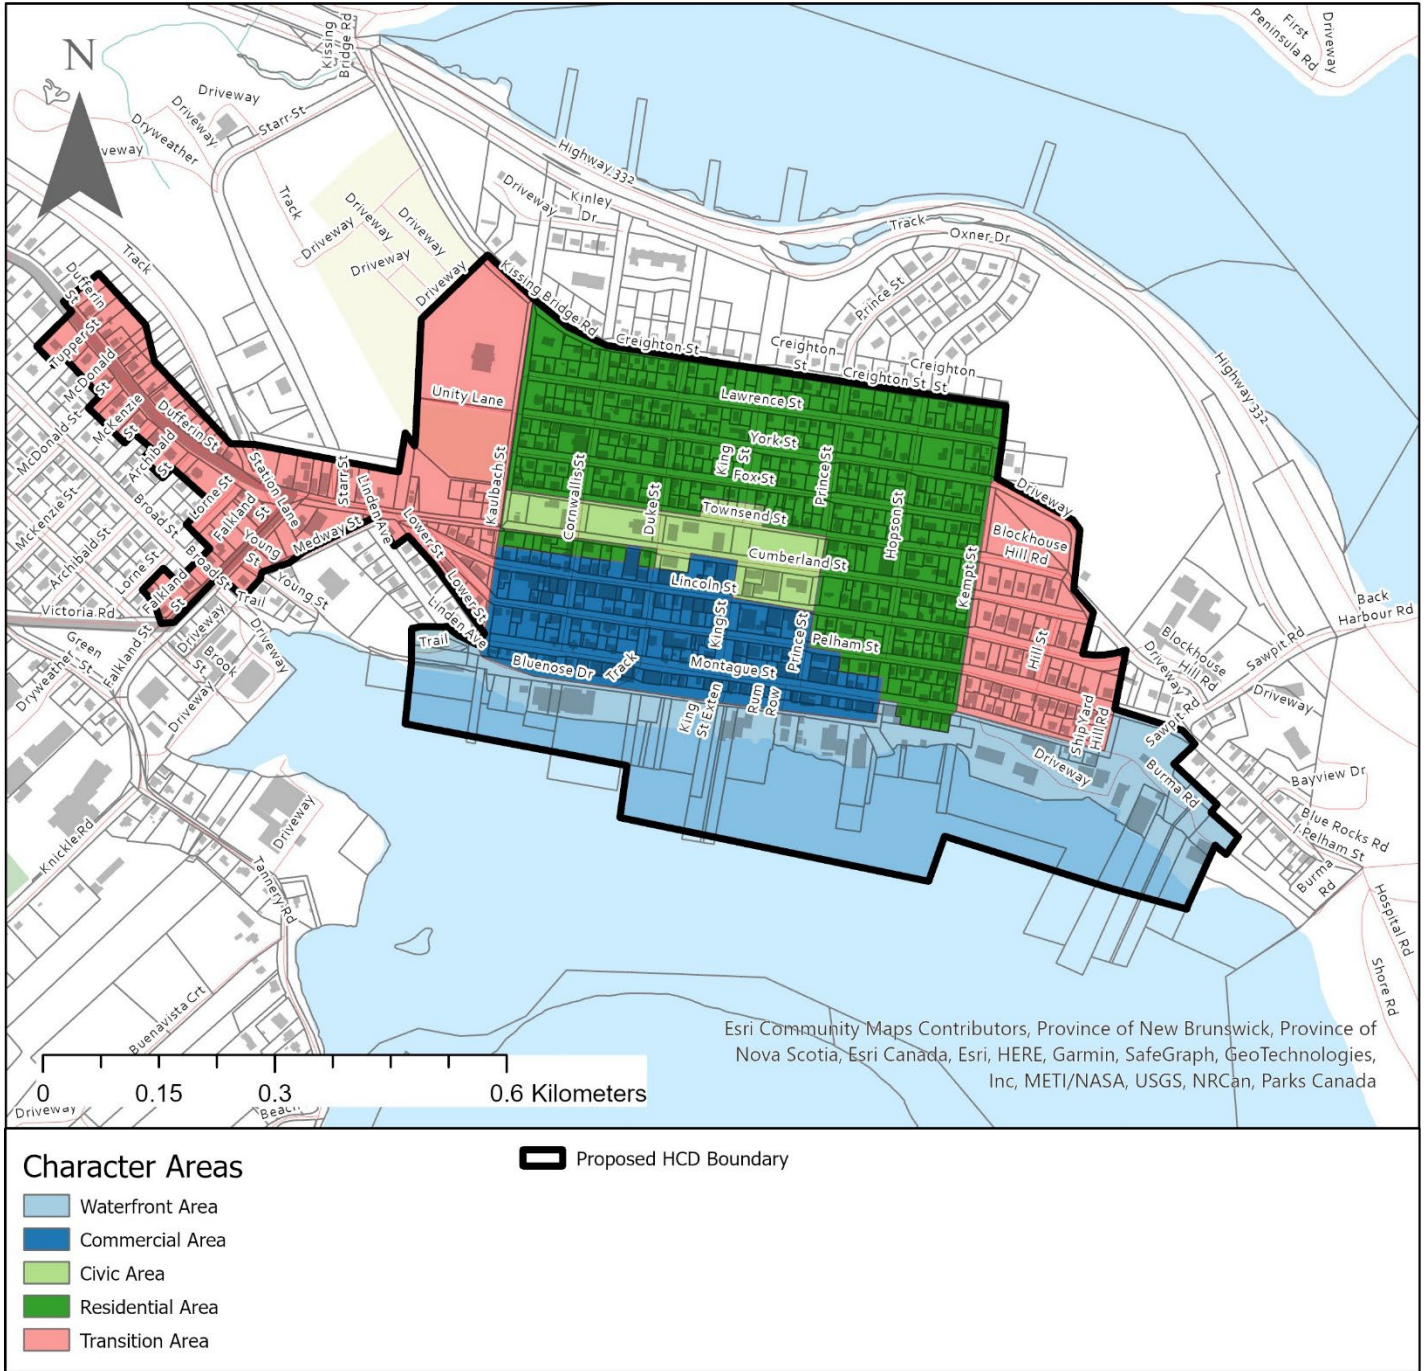 N
Kissing
Bridge Rd
First
Peninsula Rd
Driveway
Driveway
Driveway
Dryweather
veway
Starr St
Track
Highway 332
Driveway
Kinley
Dr
Track
Oxner Dr
Driveway
Driveway
Driveway
Driveway
Driveway
Track
Kissing Bridge Rd
Prince St
Highway 332
Dufferin
St
Tupper St
McDonald
St
McDonald St
McKenzie
St
Dufferin St
Archibald
St
McKenzie St
Archibald St
Broad St
Lorne St
Lorne St
Station Lane
Falkland
St
Young
St
Starr St
Linden Ave
Medway St
Lower St
Lower St
Unity Lane
Kaulbach St
Creighton St
Creighton
St
Creighton St
Creighton
St
Lawrence St
York St
King
St
Fox St
Prince St
Cornwallis St
Duke St
Townsend St
Hopson St
Cumberland St
Lincoln St
Kempt St
Driveway
Blockhouse
Hill Rd
Back
Harbour Rd
Broad St
Falkland
St
Young St
Trail
Victoria Rd
Green
St
Dryweather
Falkland St
Driveway
Brook
St
Driveway
Driveway
Linden Ave
Trail
Bluenose Dr
Track
King St
Prince St
Pelham St
Montague St
King
St Exten
Rum
Row
Hill St
Ship Yard
Hill Rd
Blockhouse
Hill Rd
Driveway
Sawpit Rd
Sawpit Rd
Driveway
Driveway
Burma Rd
Bayview Dr
Blue Rocks Rd
Pelham St
Burma
Rd
Hospital Rd
Shore Rd
Knickle Rd
Driveway
Tannery Rd
Buenavista Crt
Driveway
Beach
Esri Community Maps Contributors, Province of New Brunswick, Province of
Nova Scotia, Esri Canada, Esri, HERE, Garmin, SafeGraph, GeoTechnologies,
Inc, METI/NASA, USGS, NRCan, Parks Canada
0 0.15 0.3 0.6 Kilometers
Character Areas
Proposed HCD Boundary
Waterfront Area
Commercial Area
Civic Area
Residential Area
Transition Area